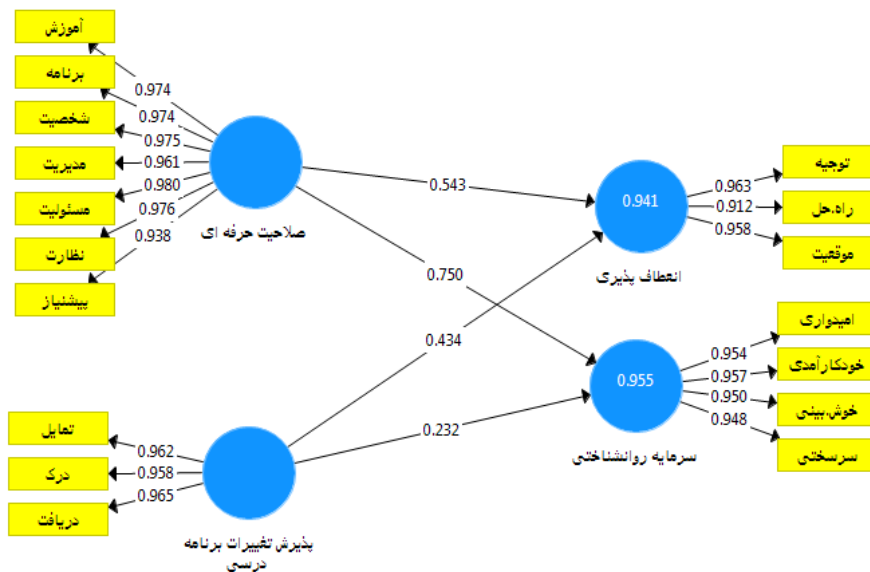 آموزش
برنامه
شخصیت
مدیریت
مسئولیت
نظارت
پیشنیاز
0.974
0.974
0.975
0.961
0.980
0.976
0.938
صلاحیت حرفه ای
0.543
0.750
0.434
0.232
0.941
انعطاف پذیری
0.963
0.912
0.958
توجیه
راه.حل
موقعیت
0.955
سرمایه روانشناختی
0.954
0.957
0.950
0.948
امیدواری
خودکارآمدی
خوش.بینی
سرسختی
تمایل
درک
دریافت
0.962
0.958
0.965
پذیرش تغییرات برنامه
درسی